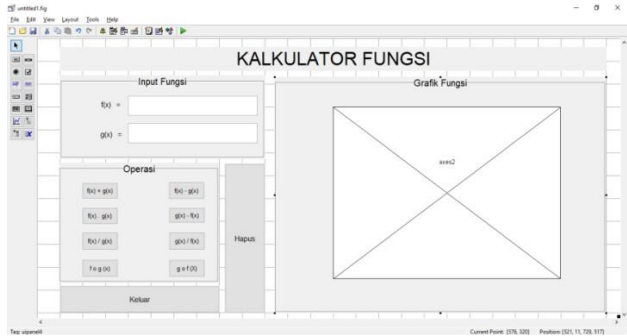 untitled1.fig
File Edit View Layout Tools Help
KALKULATOR FUNGSI
Input Fungsi
f(x) =
g(x) =
Operasi
f(x) + g(x)
f(x) - g(x)
f(x) . g(x)
g(x) - f(x)
f(x) / g(x)
g(x) / f(x)
f o g (x)
g o f (X)
Hapus
Keluar
Grafik Fungsi
axes2
Tag: uipanel4
Current Point: [576, 320] Position: [521, 11, 729, 517]